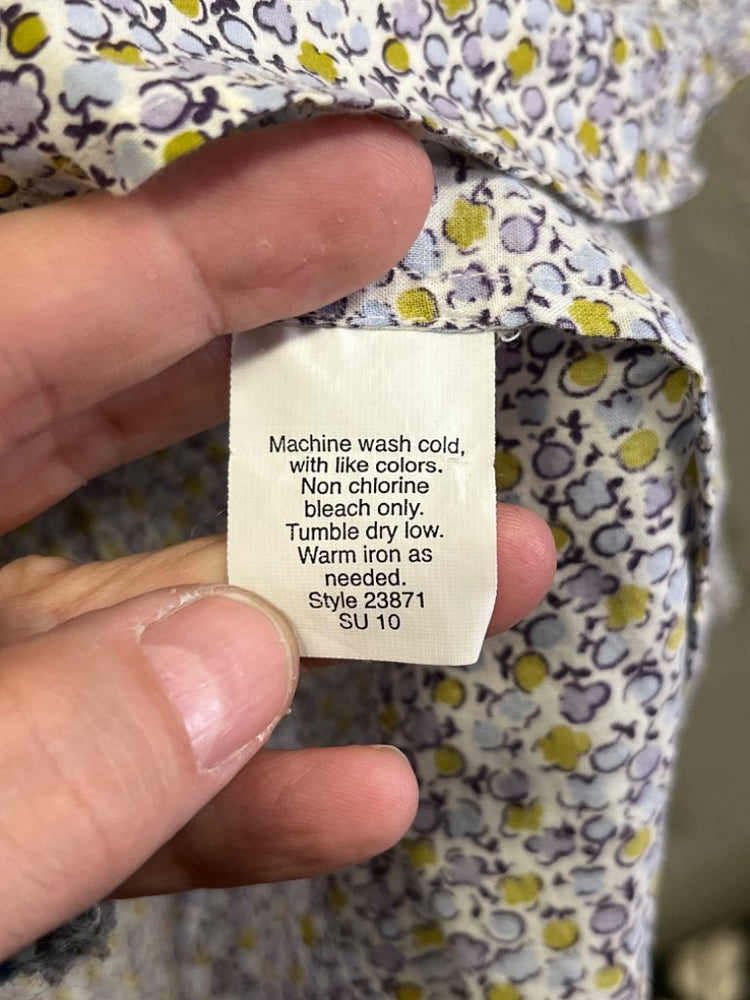 Machine wash cold,
with like colors.
Non chlorine
bleach only.
Tumble dry low.
Warm iron as
needed.
Style 23871
SU 10